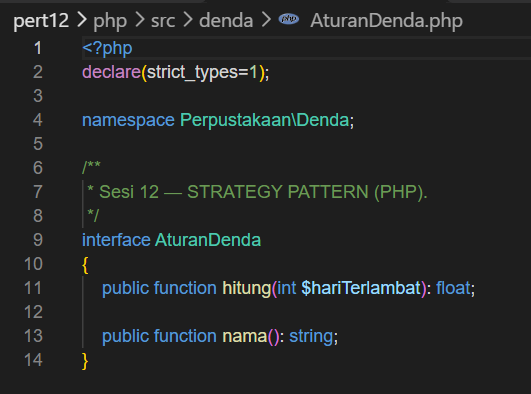 pert12 > php > src > denda > AturanDenda.php
1 <?php
2 declare(strict_types=1);
3
4 namespace Perpustakaan\Denda;
5
6 /**
7  * Sesi 12 — STRATEGY PATTERN (PHP).
8  */
9 interface AturanDenda
10 {
11     public function hitung(int $hariTerlambat): float;
12
13     public function nama(): string;
14 }